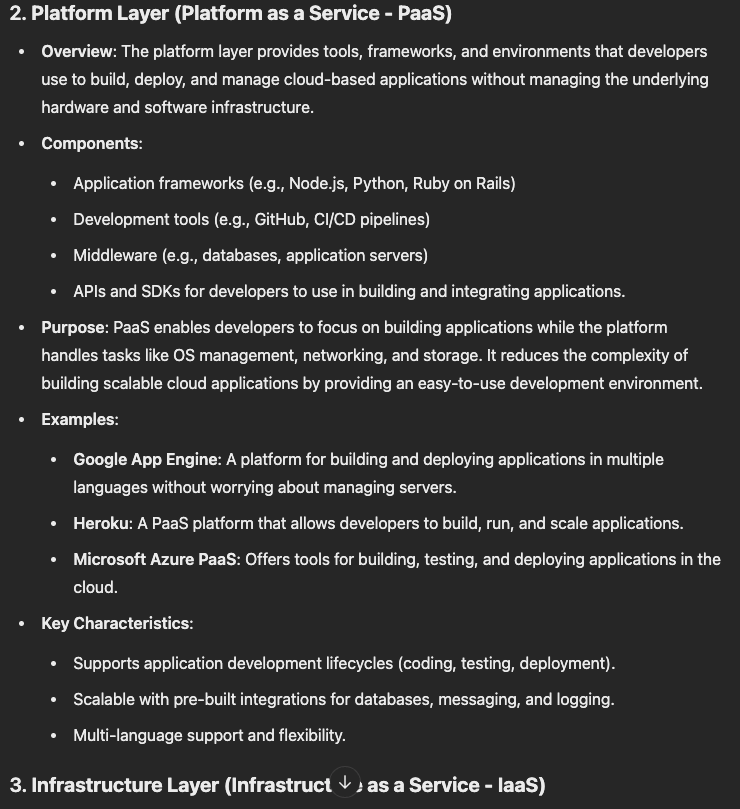 2. Platform Layer (Platform as a Service - PaaS)
• Overview: The platform layer provides tools, frameworks, and environments that developers
use to build, deploy, and manage cloud-based applications without managing the underlying
hardware and software infrastructure.
• Components:
• Application frameworks (e.g., Node.js, Python, Ruby on Rails)
• Development tools (e.g., GitHub, CI/CD pipelines)
• Middleware (e.g., databases, application servers)
• APIs and SDKs for developers to use in building and integrating applications.
• Purpose: PaaS enables developers to focus on building applications while the platform
handles tasks like OS management, networking, and storage. It reduces the complexity of
building scalable cloud applications by providing an easy-to-use development environment.
• Examples:
• Google App Engine: A platform for building and deploying applications in multiple
languages without worrying about managing servers.
• Heroku: A PaaS platform that allows developers to build, run, and scale applications.
• Microsoft Azure PaaS: Offers tools for building, testing, and deploying applications in the
cloud.
• Key Characteristics:
• Supports application development lifecycles (coding, testing, deployment).
• Scalable with pre-built integrations for databases, messaging, and logging.
• Multi-language support and flexibility.
3. Infrastructure Layer (Infrastructure as a Service - IaaS)